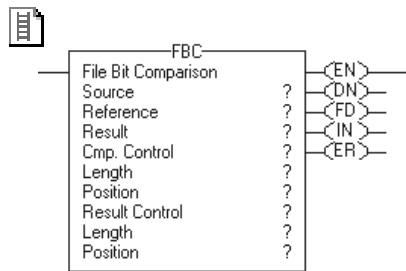 FBC
File Bit Comparison EN
Source ? DN
Reference ? FD
Result ? IN
Cmp. Control ? ER
Length ?
Position ?
Result Control ?
Length ?
Position ?